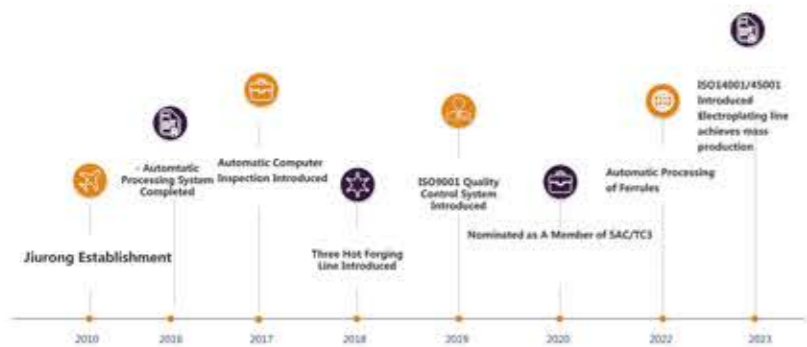 Jiurong Establishment
- Automtatic
Processing System
Completed
Automatic Computer
Inspection Introduced
Three Hot Forging
Line Introduced
ISO9001 Quality
Control System
Introduced
Nominated as A Member of SAC/TC3
Automatic Processing
of Ferrules
ISO14001/45001
Introduced
Electroplating line
achieves mass
production
2010
2016
2017
2018
2019
2020
2022
2023